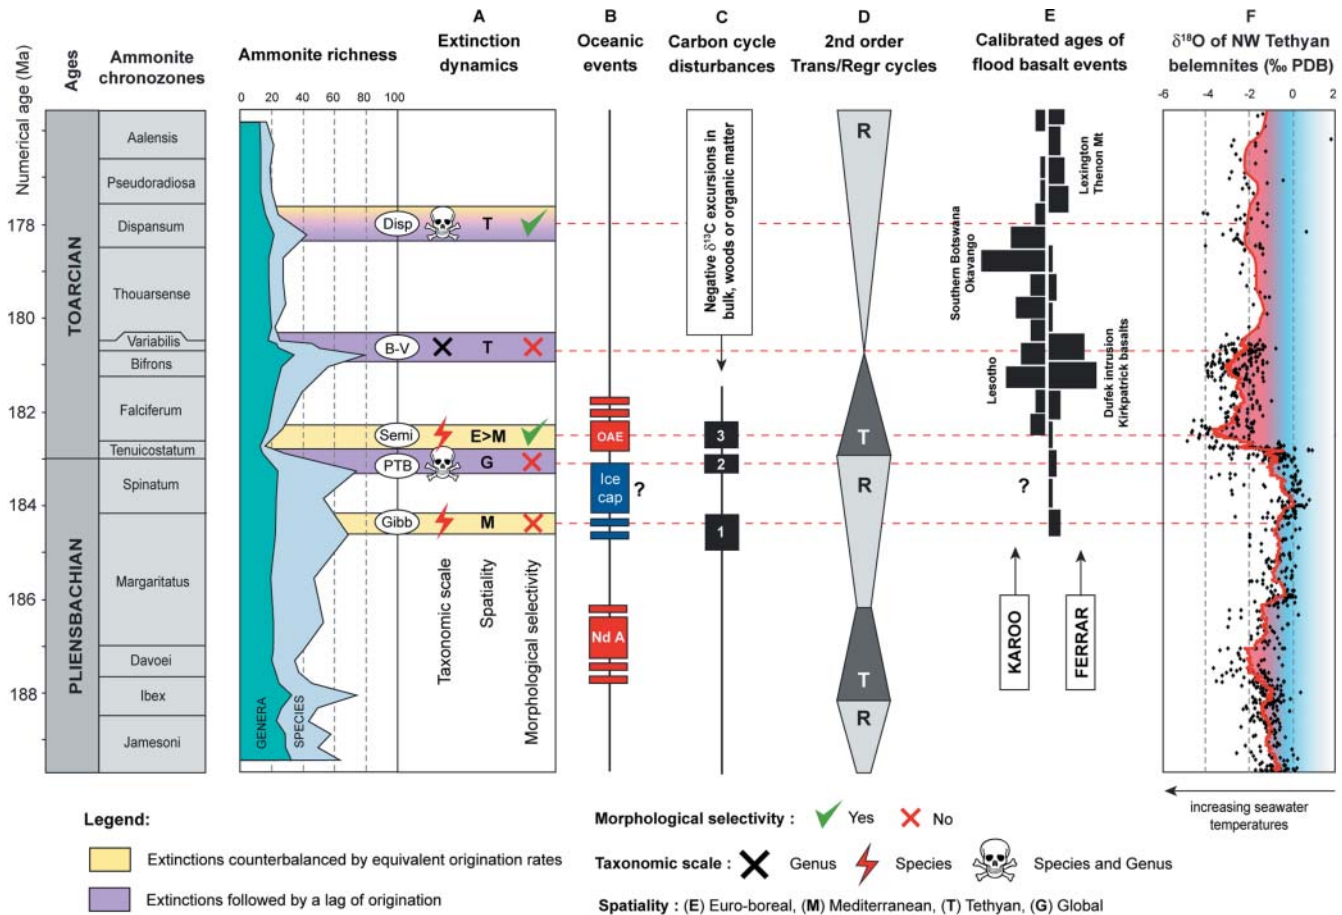 A
B
C
D
E
F
Numerical age (Ma)
Ages
Ammonite
chronozones
Ammonite richness
Extinction
dynamics
Oceanic
events
Carbon cycle
disturbances
2nd order
Trans/Regr cycles
Calibrated ages of
flood basalt events
δ¹⁸O of NW Tethyan
belemnites (‰ PDB)
0 20 40 60 80 100
-6 -4 -2 0 2
178
180
182
184
186
188
TOARCIAN
PLIENSBACHIAN
Aalensis
Pseudoradiosa
Dispansum
Thouarsense
Variabilis
Bifrons
Falciferum
Tenuicostatum
Spinatum
Margaritatus
Davoei
Ibex
Jamesoni
GENERA
SPECIES
Disp T
B-V T
Semi E>M
PTB G
Gibb M
Taxonomic scale
Spatiality
Morphological selectivity
OAE
Ice
cap
?
Nd A
Negative δ¹³C excursions in
bulk, woods or organic matter
3
2
1
R
T
R
T
R
Southern Botswana
Okavango
Lesotho
?
Lexington
Thenon Mt
Dufek intrusion
Kirkpatrick basalts
KAROO
FERRAR
increasing seawater
temperatures
Legend:
Extinctions counterbalanced by equivalent origination rates
Extinctions followed by a lag of origination
Morphological selectivity : Yes No
Taxonomic scale : Genus Species Species and Genus
Spatiality : (E) Euro-boreal, (M) Mediterranean, (T) Tethyan, (G) Global